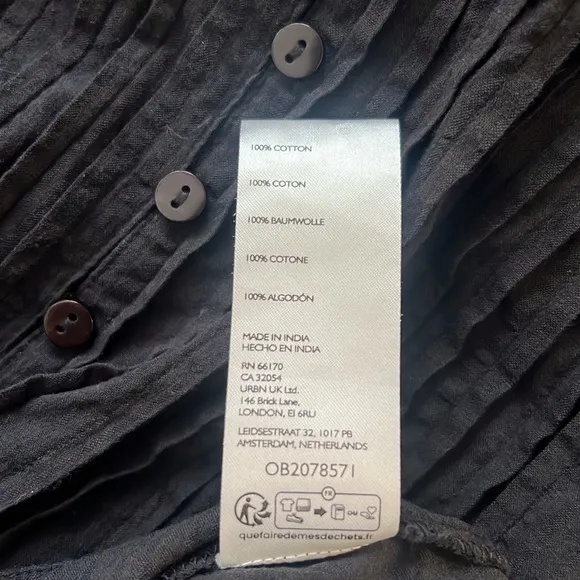 100% COTTON
100% COTON
100% BAUMWOLLE
100% COTONE
100% ALGODÓN
MADE IN INDIA
HECHO EN INDIA
RN 66170
CA 32054
URBN UK Ltd.
146 Brick Lane,
LONDON, E1 6RU
LEIDSESTRAAT 32, 1017 PB
AMSTERDAM, NETHERLANDS
OB2078571
FR
OU
quefairedemesdechets.fr